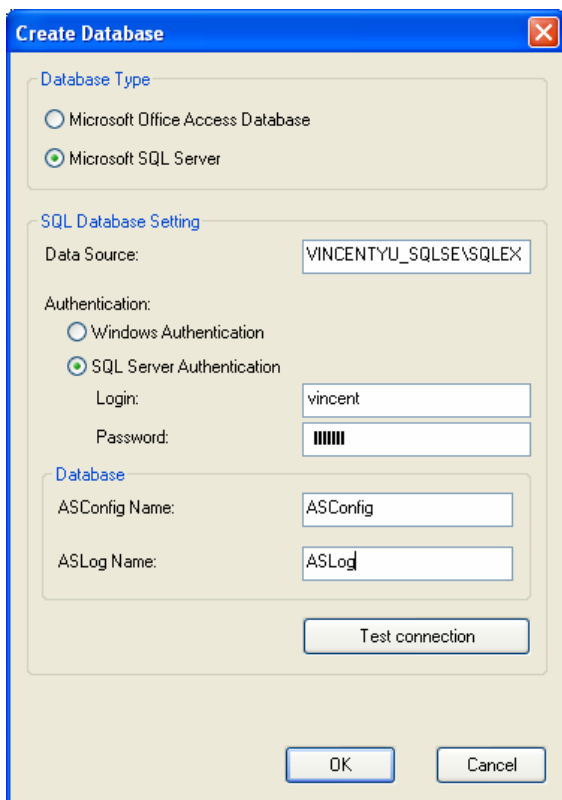 Create Database
Database Type
Microsoft Office Access Database
Microsoft SQL Server
SQL Database Setting
Data Source: VINCENTYU_SQLSE\SQLEX
Authentication:
Windows Authentication
SQL Server Authentication
Login: vincent
Password:
Database
ASConfig Name: ASConfig
ASLog Name: ASLog
Test connection
OK Cancel